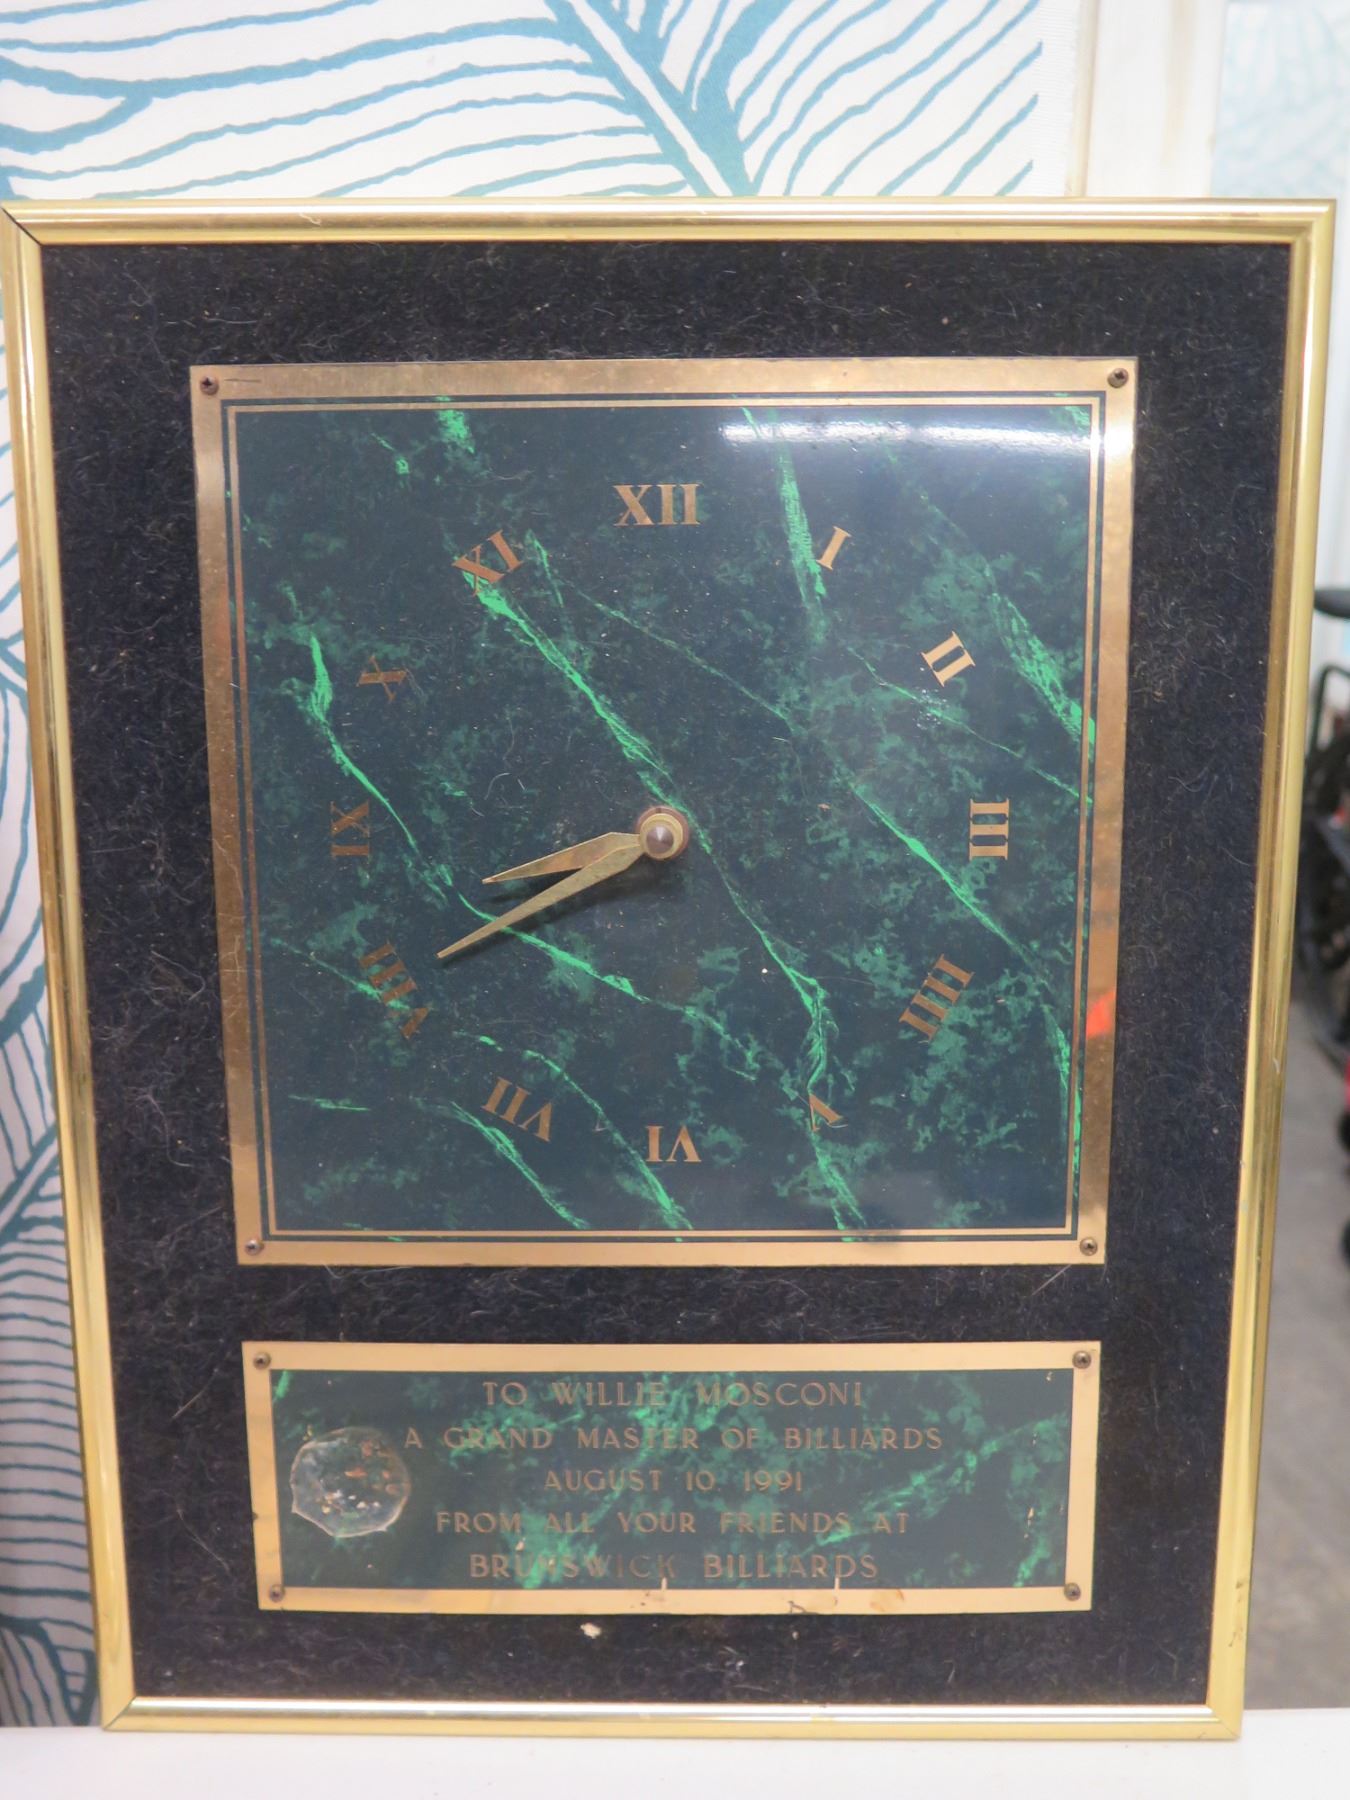 XII
I
II
III
IIII
V
VI
VII
VIII
IX
X
XI
TO WILLIE MOSCONI
A GRAND MASTER OF BILLIARDS
AUGUST 10, 1991
FROM ALL YOUR FRIENDS AT
BRUNSWICK BILLIARDS